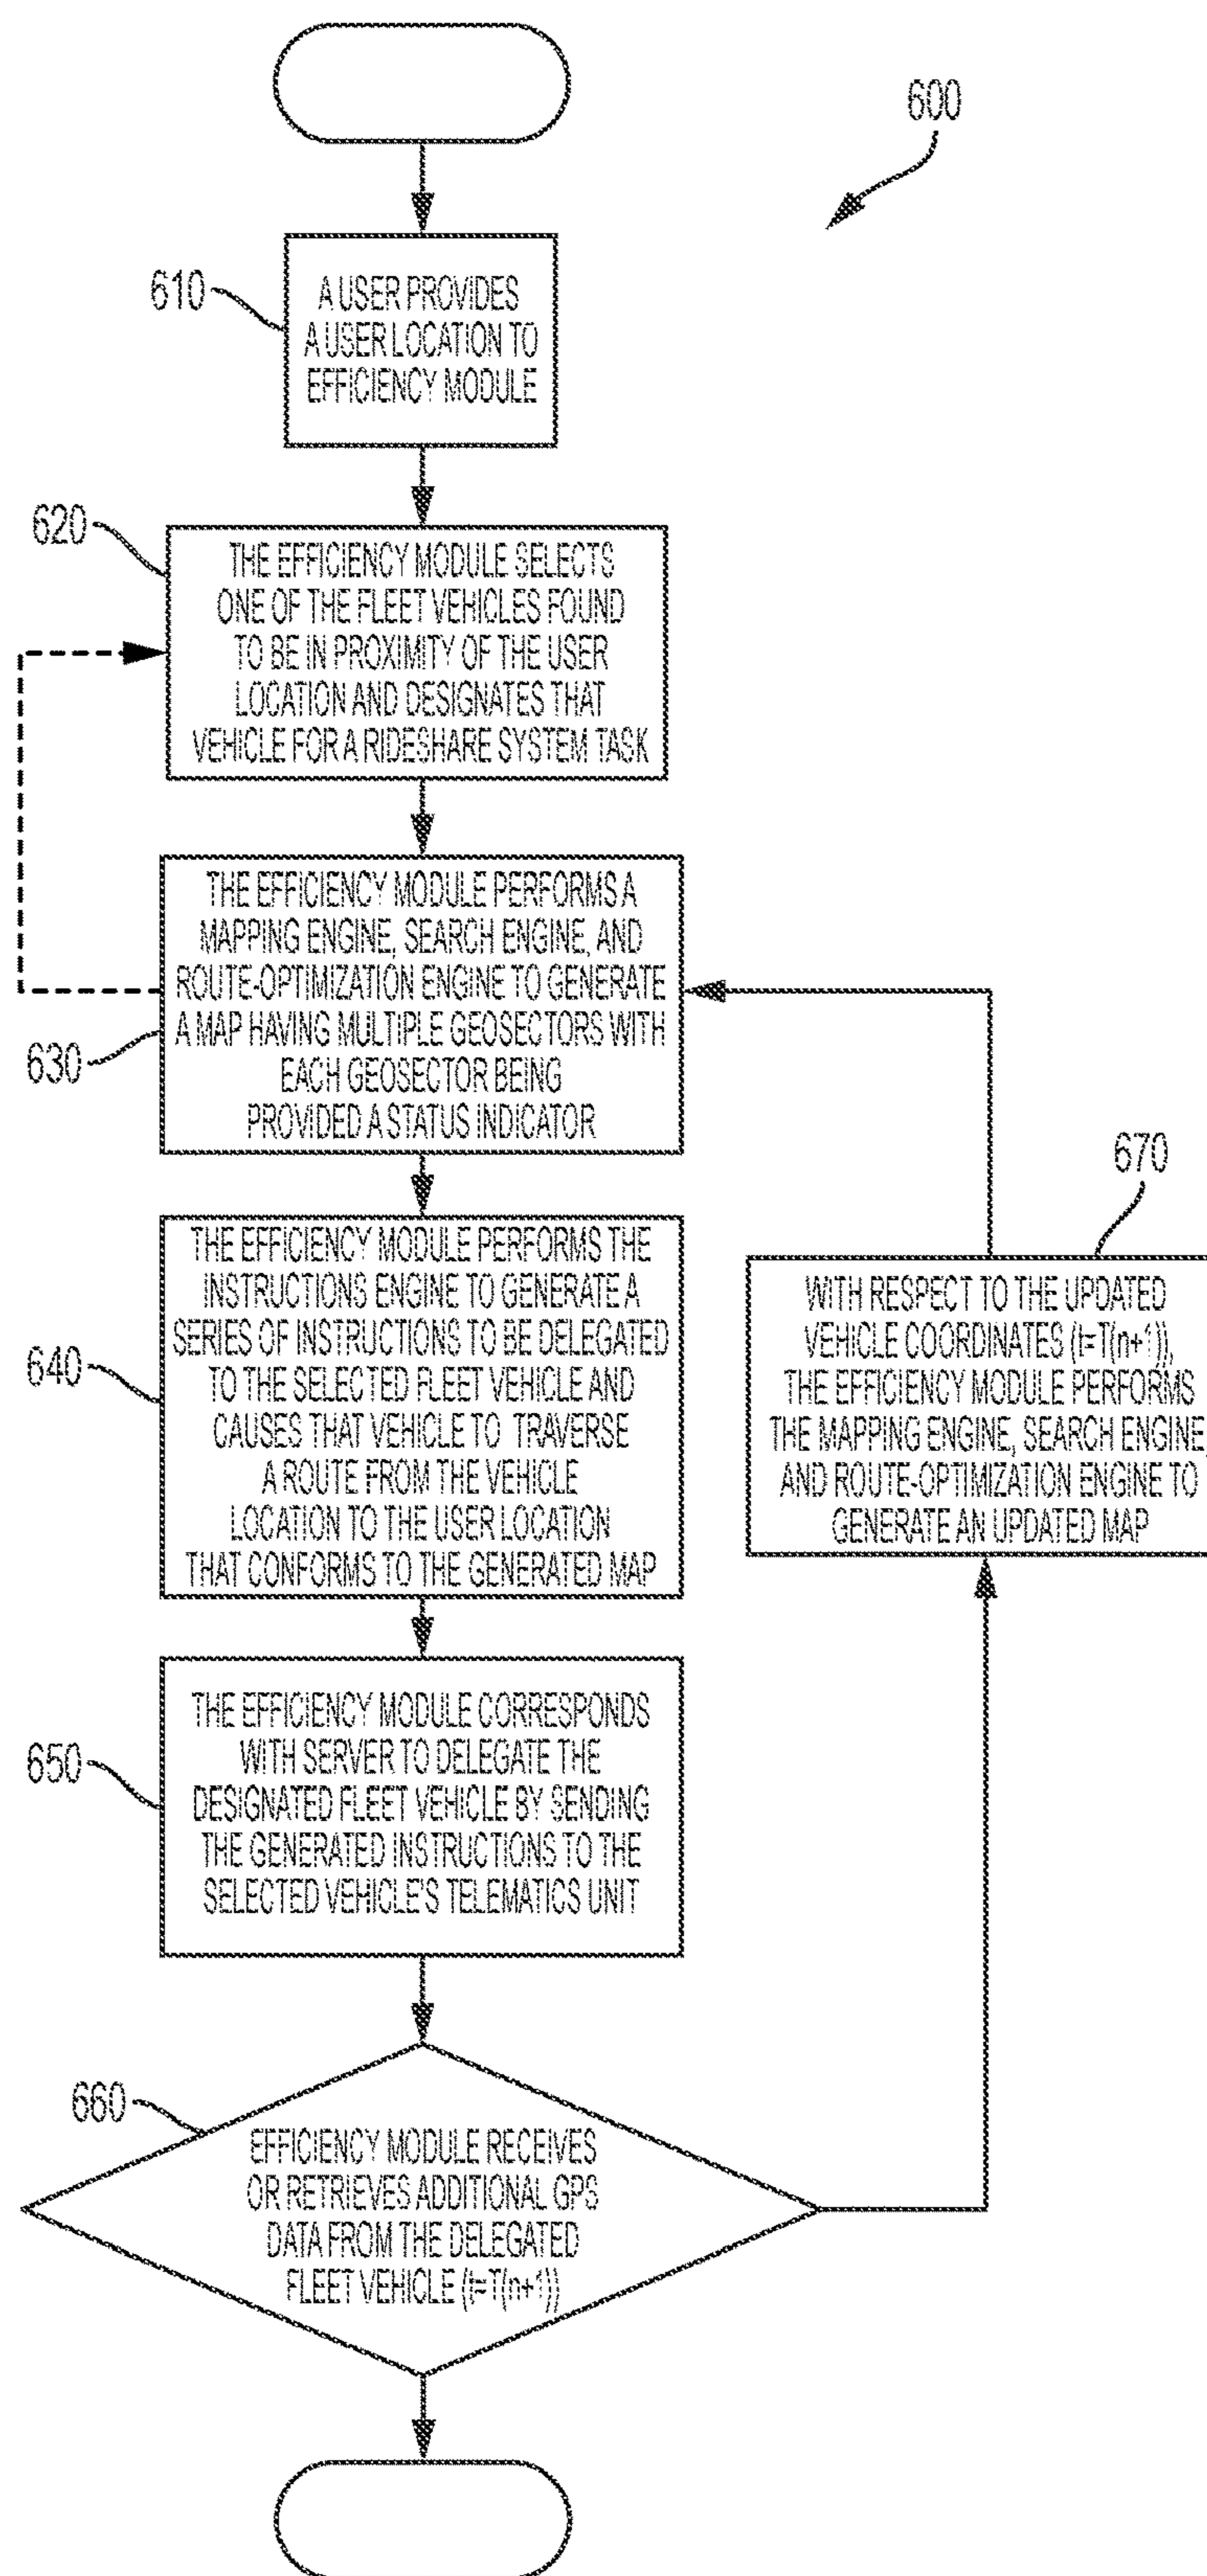 600
610
A USER PROVIDES
A USER LOCATION TO
EFFICIENCY MODULE
620
THE EFFICIENCY MODULE SELECTS
ONE OF THE FLEET VEHICLES FOUND
TO BE IN PROXIMITY OF THE USER
LOCATION AND DESIGNATES THAT
VEHICLE FOR A RIDESHARE SYSTEM TASK
630
THE EFFICIENCY MODULE PERFORMS A
MAPPING ENGINE, SEARCH ENGINE, AND
ROUTE-OPTIMIZATION ENGINE TO GENERATE
A MAP HAVING MULTIPLE GEOSECTORS WITH
EACH GEOSECTOR BEING
PROVIDED A STATUS INDICATOR
640
THE EFFICIENCY MODULE PERFORMS THE
INSTRUCTIONS ENGINE TO GENERATE A
SERIES OF INSTRUCTIONS TO BE DELEGATED
TO THE SELECTED FLEET VEHICLE AND
CAUSES THAT VEHICLE TO TRAVERSE
A ROUTE FROM THE VEHICLE
LOCATION TO THE USER LOCATION
THAT CONFORMS TO THE GENERATED MAP
650
THE EFFICIENCY MODULE CORRESPONDS
WITH SERVER TO DELEGATE THE
DESIGNATED FLEET VEHICLE BY SENDING
THE GENERATED INSTRUCTIONS TO THE
SELECTED VEHICLE'S TELEMATICS UNIT
660
EFFICIENCY MODULE RECEIVES
OR RETRIEVES ADDITIONAL GPS
DATA FROM THE DELEGATED
FLEET VEHICLE (t=T(n+1))
670
WITH RESPECT TO THE UPDATED
VEHICLE COORDINATES (t=T(n+1)),
THE EFFICIENCY MODULE PERFORMS
THE MAPPING ENGINE, SEARCH ENGINE,
AND ROUTE-OPTIMIZATION ENGINE TO
GENERATE AN UPDATED MAP